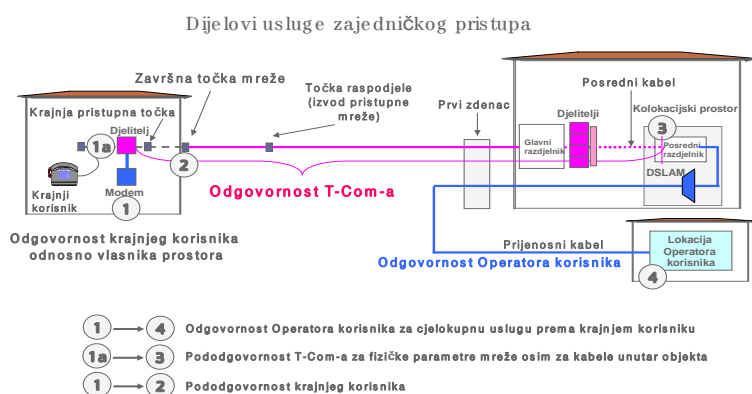 Dijelovi usluge zajedničkog pristupa
Završna točka mreže
Krajnja pristupna točka
Djelitelj
1a
Krajnji
korisnik
Modem
1
2
Točka raspodjele
(izvod pristupne
mreže)
Prvi zdenac
Posredni kabel
Djelitelji
Kolokacijski prostor
3
Glavni
razdjelnik
Posredni
razdjelnik
DSLAM
Odgovornost T-Com-a
Odgovornost krajnjeg korisnika
odnosno vlasnika prostora
Prijenosni kabel
Odgovornost Operatora korisnika
Lokacija
Operatora
korisnika
4
1 4 Odgovornost Operatora korisnika za cjelokupnu uslugu prema krajnjem korisniku
1a 3 Pododgovornost T-Com-a za fizičke parametre mreže osim za kabele unutar objekta
1 2 Pododgovornost krajnjeg korisnika